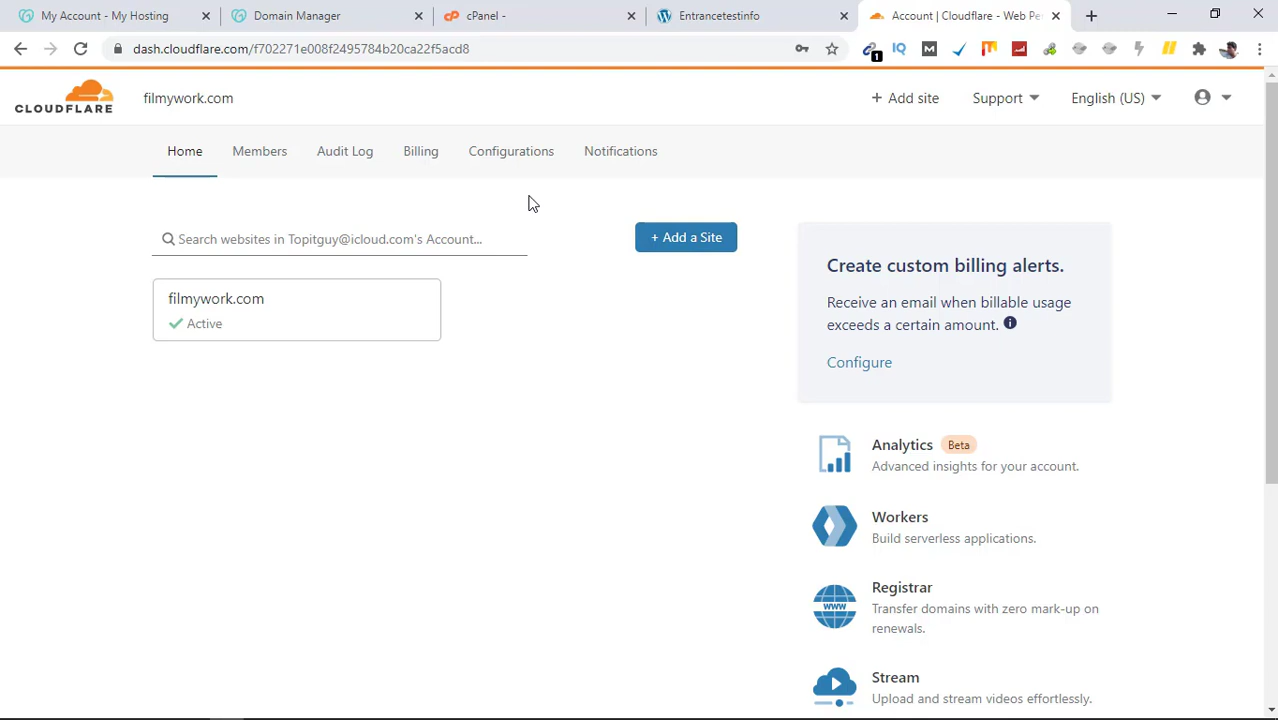 My Account - My Hosting
Domain Manager
cPanel -
Entrancetestinfo
Account | Cloudflare - Web Pe
dash.cloudflare.com/f702271e008f2495784b20ca22f5acd8
IQ
M
1
CLOUDFLARE
filmywork.com
+ Add site
Support
English (US)
Home
Members
Audit Log
Billing
Configurations
Notifications
Search websites in Topitguy@icloud.com's Account...
+ Add a Site
filmywork.com
Active
Create custom billing alerts.
Receive an email when billable usage
exceeds a certain amount.
Configure
Analytics Beta
Advanced insights for your account.
Workers
Build serverless applications.
WWW
Registrar
Transfer domains with zero mark-up on
renewals.
Stream
Upload and stream videos effortlessly.